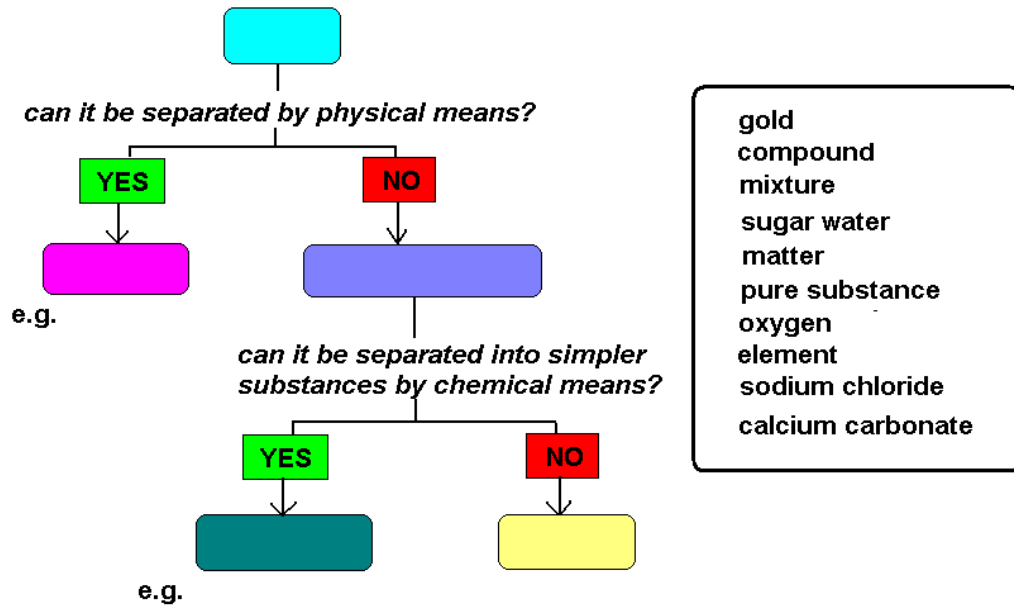 can it be separated by physical means?
YES
NO
e.g.
can it be separated into simpler
substances by chemical means?
YES
NO
e.g.
gold
compound
mixture
sugar water
matter
pure substance
oxygen
element
sodium chloride
calcium carbonate